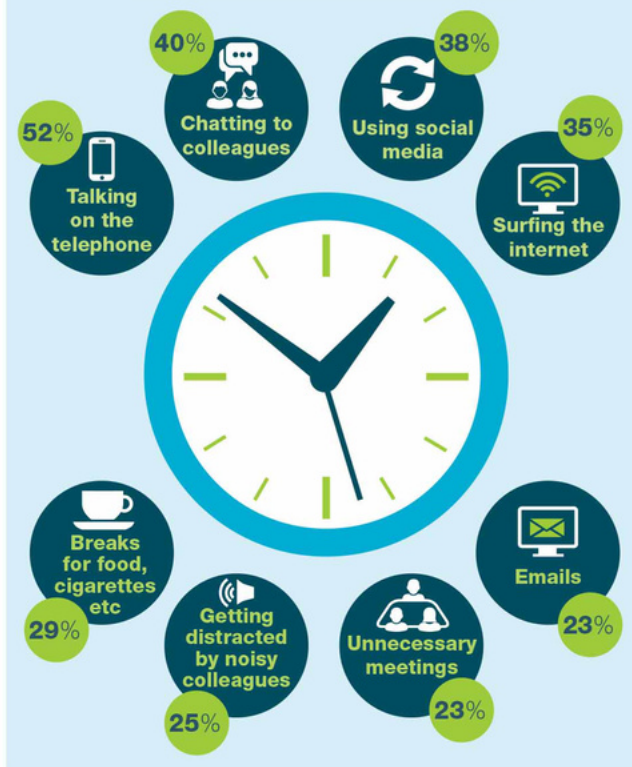 40%
Chatting to
colleagues
38%
Using social
media
52%
Talking
on the
telephone
35%
Surfing the
internet
Breaks
for food,
cigarettes
etc
29%
Getting
distracted
by noisy
colleagues
25%
Unnecessary
meetings
23%
Emails
23%